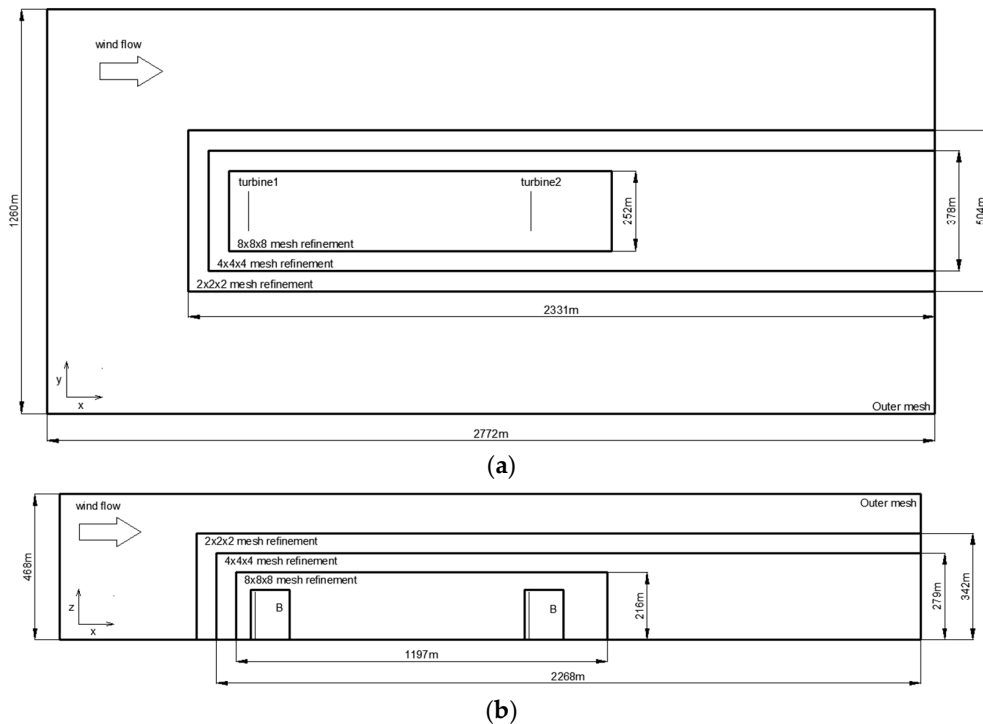 wind flow
turbine1
turbine2
8x8x8 mesh refinement
4x4x4 mesh refinement
2x2x2 mesh refinement
1260m
252m
378m
504m
2331m
y
x
Outer mesh
2772m
(a)
wind flow
Outer mesh
2x2x2 mesh refinement
4x4x4 mesh refinement
8x8x8 mesh refinement
468m
z
x
B
B
216m
279m
342m
1197m
2268m
(b)